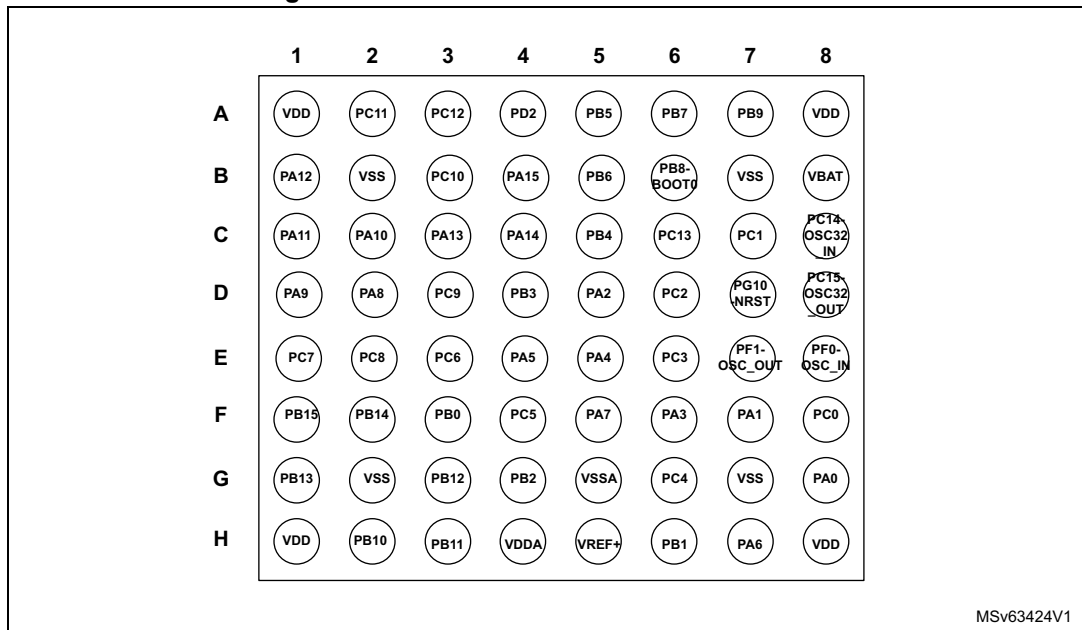 1 2 3 4 5 6 7 8
A VDD PC11 PC12 PD2 PB5 PB7 PB9 VDD
B PA12 VSS PC10 PA15 PB6 PB8-BOOT0 VSS VBAT
C PA11 PA10 PA13 PA14 PB4 PC13 PC1 PC14-OSC32_IN
D PA9 PA8 PC9 PB3 PA2 PC2 PG10-NRST PC15-OSC32_OUT
E PC7 PC8 PC6 PA5 PA4 PC3 PF1-OSC_OUT PF0-OSC_IN
F PB15 PB14 PB0 PC5 PA7 PA3 PA1 PC0
G PB13 VSS PB12 PB2 VSSA PC4 VSS PA0
H VDD PB10 PB11 VDDA VREF+ PB1 PA6 VDD
MSv63424V1